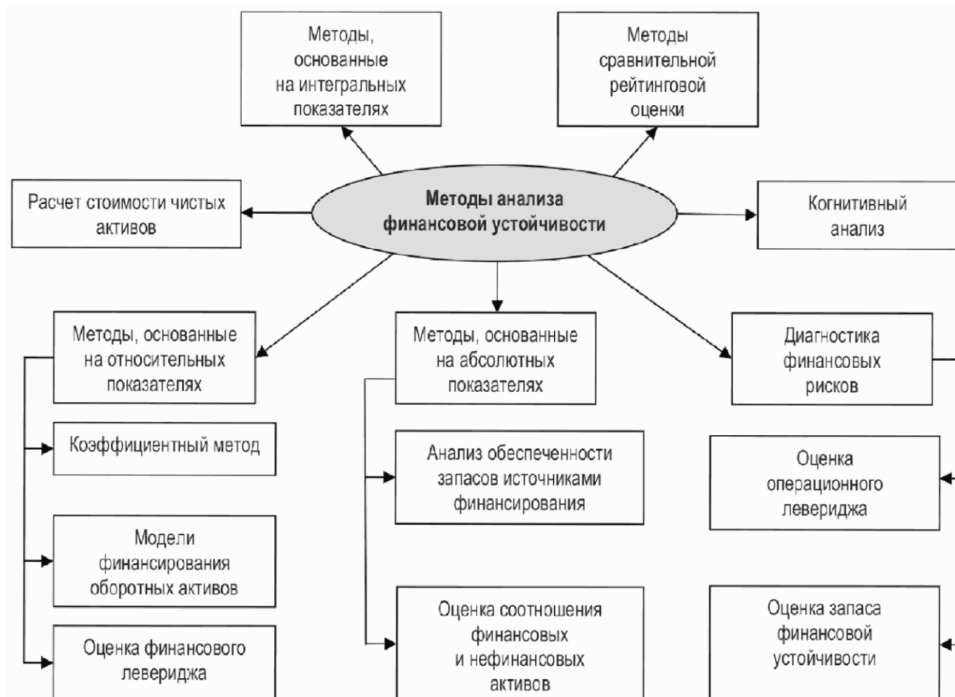 Методы,
основанные
на интегральных
показателях
Методы
сравнительной
рейтинговой
оценки
Расчет стоимости чистых
активов
Методы анализа
финансовой устойчивости
Когнитивный
анализ
Методы, основанные
на относительных
показателях
Методы, основанные
на абсолютных
показателях
Диагностика
финансовых
рисков
Коэффициентный метод
Анализ обеспеченности
запасов источниками
финансирования
Оценка
операционного
левериджа
Модели
финансирования
оборотных активов
Оценка соотношения
финансовых
и нефинансовых
активов
Оценка запаса
финансовой
устойчивости
Оценка финансового
левериджа